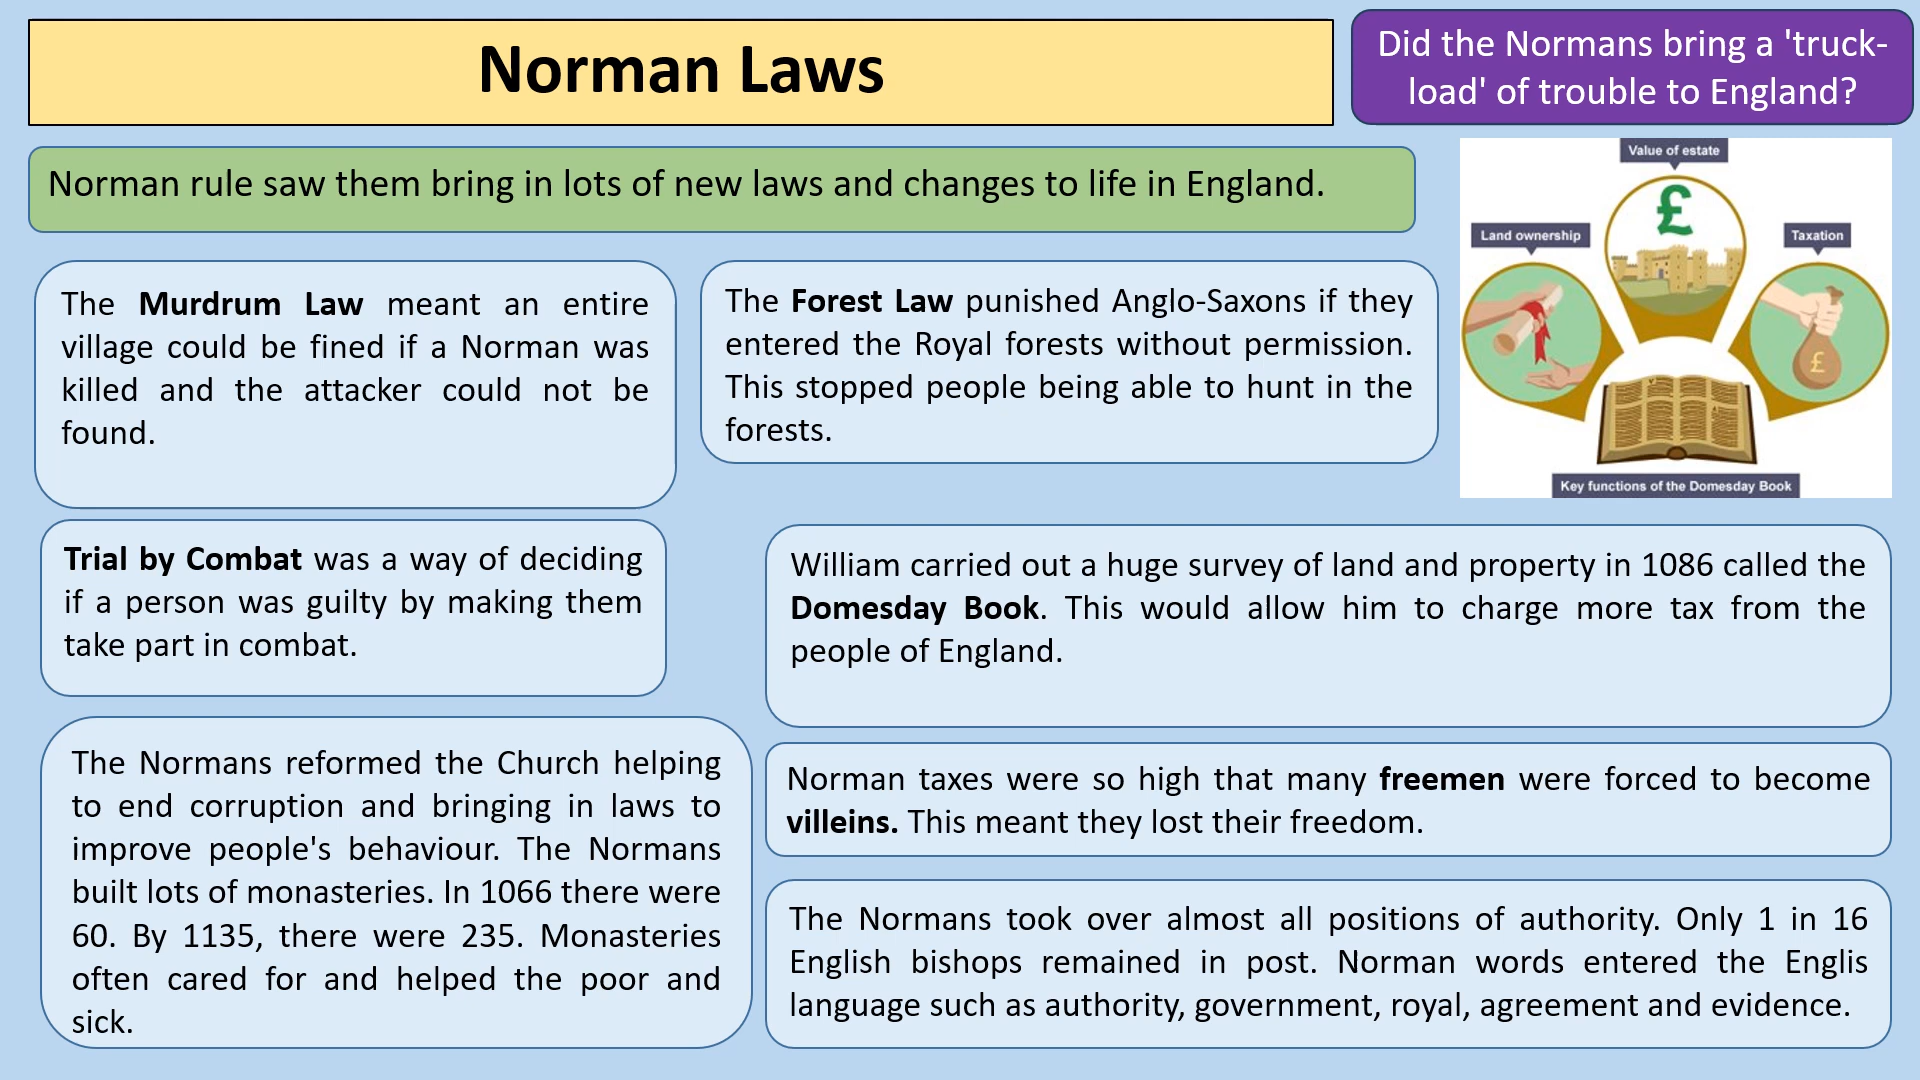 Norman Laws
Did the Normans bring a 'truck-
load' of trouble to England?
Norman rule saw them bring in lots of new laws and changes to life in England.
Value of estate
£
Land ownership
Taxation
£
Key functions of the Domesday Book
The Murdrum Law meant an entire
village could be fined if a Norman was
killed and the attacker could not be
found.
The Forest Law punished Anglo-Saxons if they
entered the Royal forests without permission.
This stopped people being able to hunt in the
forests.
Trial by Combat was a way of deciding
if a person was guilty by making them
take part in combat.
William carried out a huge survey of land and property in 1086 called the
Domesday Book. This would allow him to charge more tax from the
people of England.
The Normans reformed the Church helping
to end corruption and bringing in laws to
improve people's behaviour. The Normans
built lots of monasteries. In 1066 there were
60. By 1135, there were 235. Monasteries
often cared for and helped the poor and
sick.
Norman taxes were so high that many freemen were forced to become
villeins. This meant they lost their freedom.
The Normans took over almost all positions of authority. Only 1 in 16
English bishops remained in post. Norman words entered the Englis
language such as authority, government, royal, agreement and evidence.